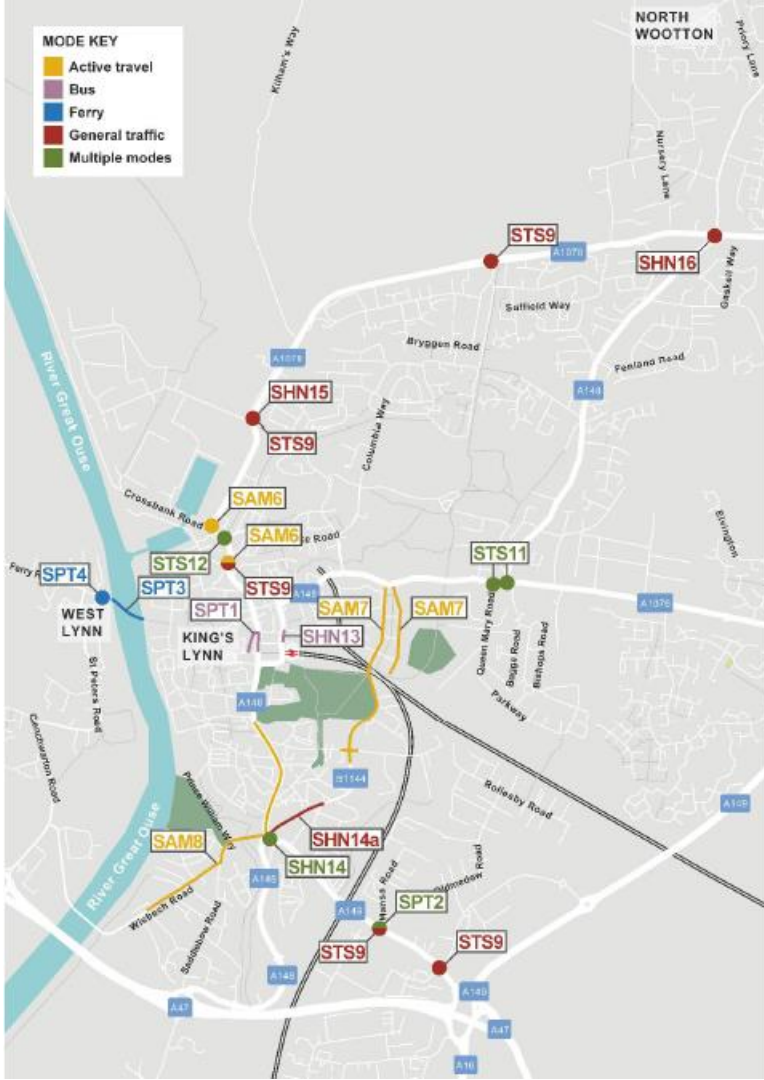 NORTH
WOOTTON
MODE KEY
Active travel
Bus
Ferry
General traffic
Multiple modes
Kilham's Way
Priory Lane
Nursery Lane
STS9
A1078
SHN16
Gaskell Way
Suffield Way
Bryggen Road
Fenland Road
A1078
A148
River Great Ouse
SHN15
STS9
Columbia Way
Crossbank Road
SAM6
SAM6
STS12
STS9
Elvington
STS11
SPT4
SPT3
WEST
LYNN
A148
SAM7
SAM7
A1076
SPT1
SHN13
KING'S
LYNN
Queen Mary Road
Baggs Road
Bishops Road
St Peters Road
Parkway
A148
Clenchwarton Road
B1144
Rollesby Road
A149
Prince William Way
SHN14a
SAM8
SHN14
River Great Ouse
Wisbech Road
A148
Saddlebow Road
Hansa Road
Oldmedow
Road
SPT2
A149
STS9
STS9
A148
A149
A47
A47
A16